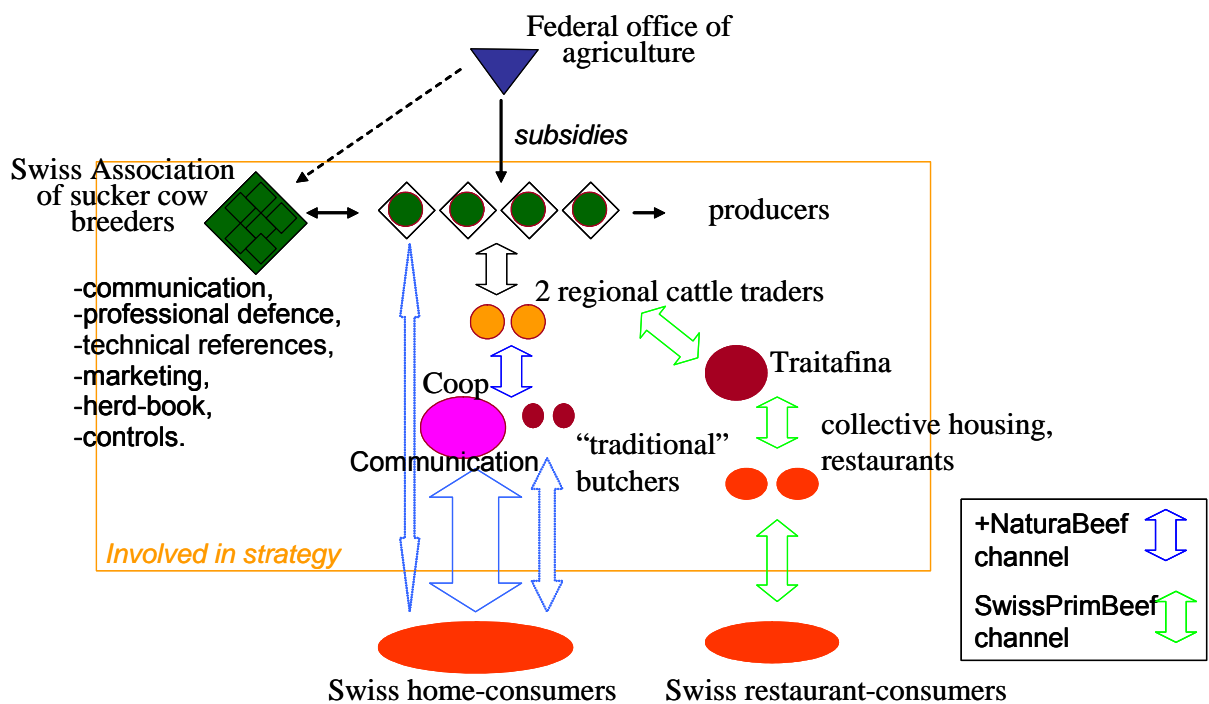 Federal office of
agriculture
subsidies
Swiss Association
of sucker cow
breeders
producers
-communication,
-professional defence,
-technical references,
-marketing,
-herd-book,
-controls.
2 regional cattle traders
Traitafina
Coop
Communication
“traditional”
butchers
collective housing,
restaurants
Involved in strategy
+NaturaBeef
channel
SwissPrimBeef
channel
Swiss home-consumers
Swiss restaurant-consumers